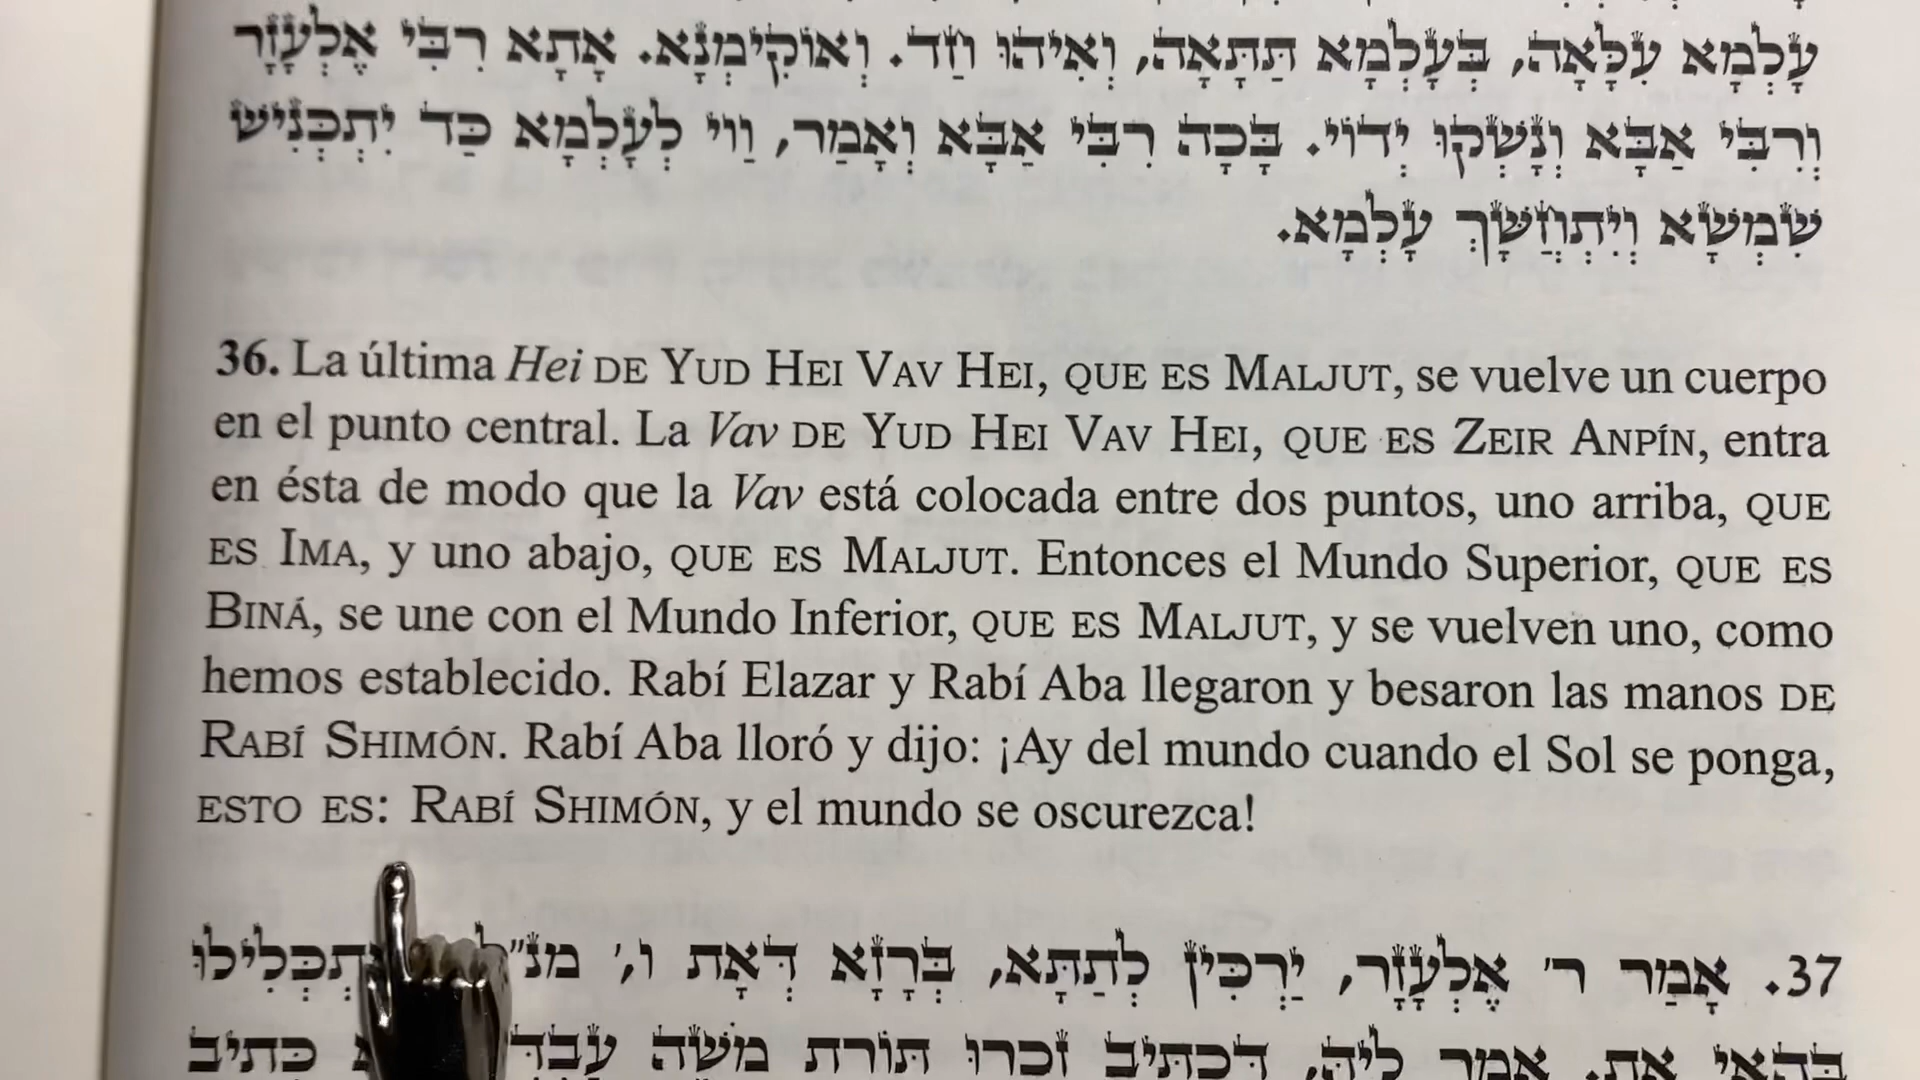 עָלְמָא עִלָּאָה, בְּעָלְמָא תַּתָּאָה, וְאִיהוּ חַד. וְאוֹקִימְנָא. אָתָא רִבִּי אֶלְעָזָר
וְרִבִּי אַבָּא וְנָשְׁקוּ יְדוֹי. בָּכָה רִבִּי אַבָּא וְאָמַר, וַוי לְעָלְמָא כַּד יִתְכְּנִישׁ
שִׁמְשָׁא וְיִתְחֲשָׁךְ עָלְמָא.
36. La última Hei DE YUD HEI VAV HEI, QUE ES MALJUT, se vuelve un cuerpo
en el punto central. La Vav DE YUD HEI VAV HEI, QUE ES ZEIR ANPÍN, entra
en ésta de modo que la Vav está colocada entre dos puntos, uno arriba, QUE
ES IMA, y uno abajo, QUE ES MALJUT. Entonces el Mundo Superior, QUE ES
BINÁ, se une con el Mundo Inferior, QUE ES MALJUT, y se vuelven uno, como
hemos establecido. Rabí Elazar y Rabí Aba llegaron y besaron las manos DE
RABÍ SHIMÓN. Rabí Aba lloró y dijo: ¡Ay del mundo cuando el Sol se ponga,
ESTO ES: RABÍ SHIMÓN, y el mundo se oscurezca!
37. אָמַר ר' אֶלְעָזָר, יַרְכִּין לְתַתָּא, בְּרָזָא דְּאָת ו',
בְּהַאי אֶת. אָמַר לֵיהּ, דִּכְתִּיב זִכְרוּ תּוֹרַת מֹשֶׁה כְּתִיב